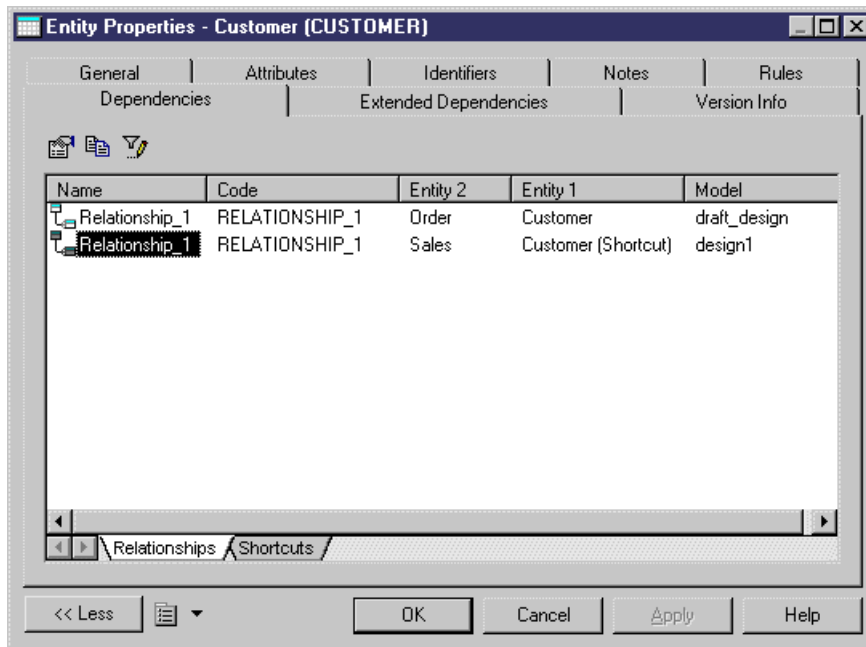 Entity Properties - Customer (CUSTOMER)
General Attributes Identifiers Notes Rules
Dependencies Extended Dependencies Version Info
Name Code Entity 2 Entity 1 Model
Relationship_1 RELATIONSHIP_1 Order Customer draft_design
Relationship_1 RELATIONSHIP_1 Sales Customer (Shortcut) design1
Relationships Shortcuts
<< Less OK Cancel Apply Help